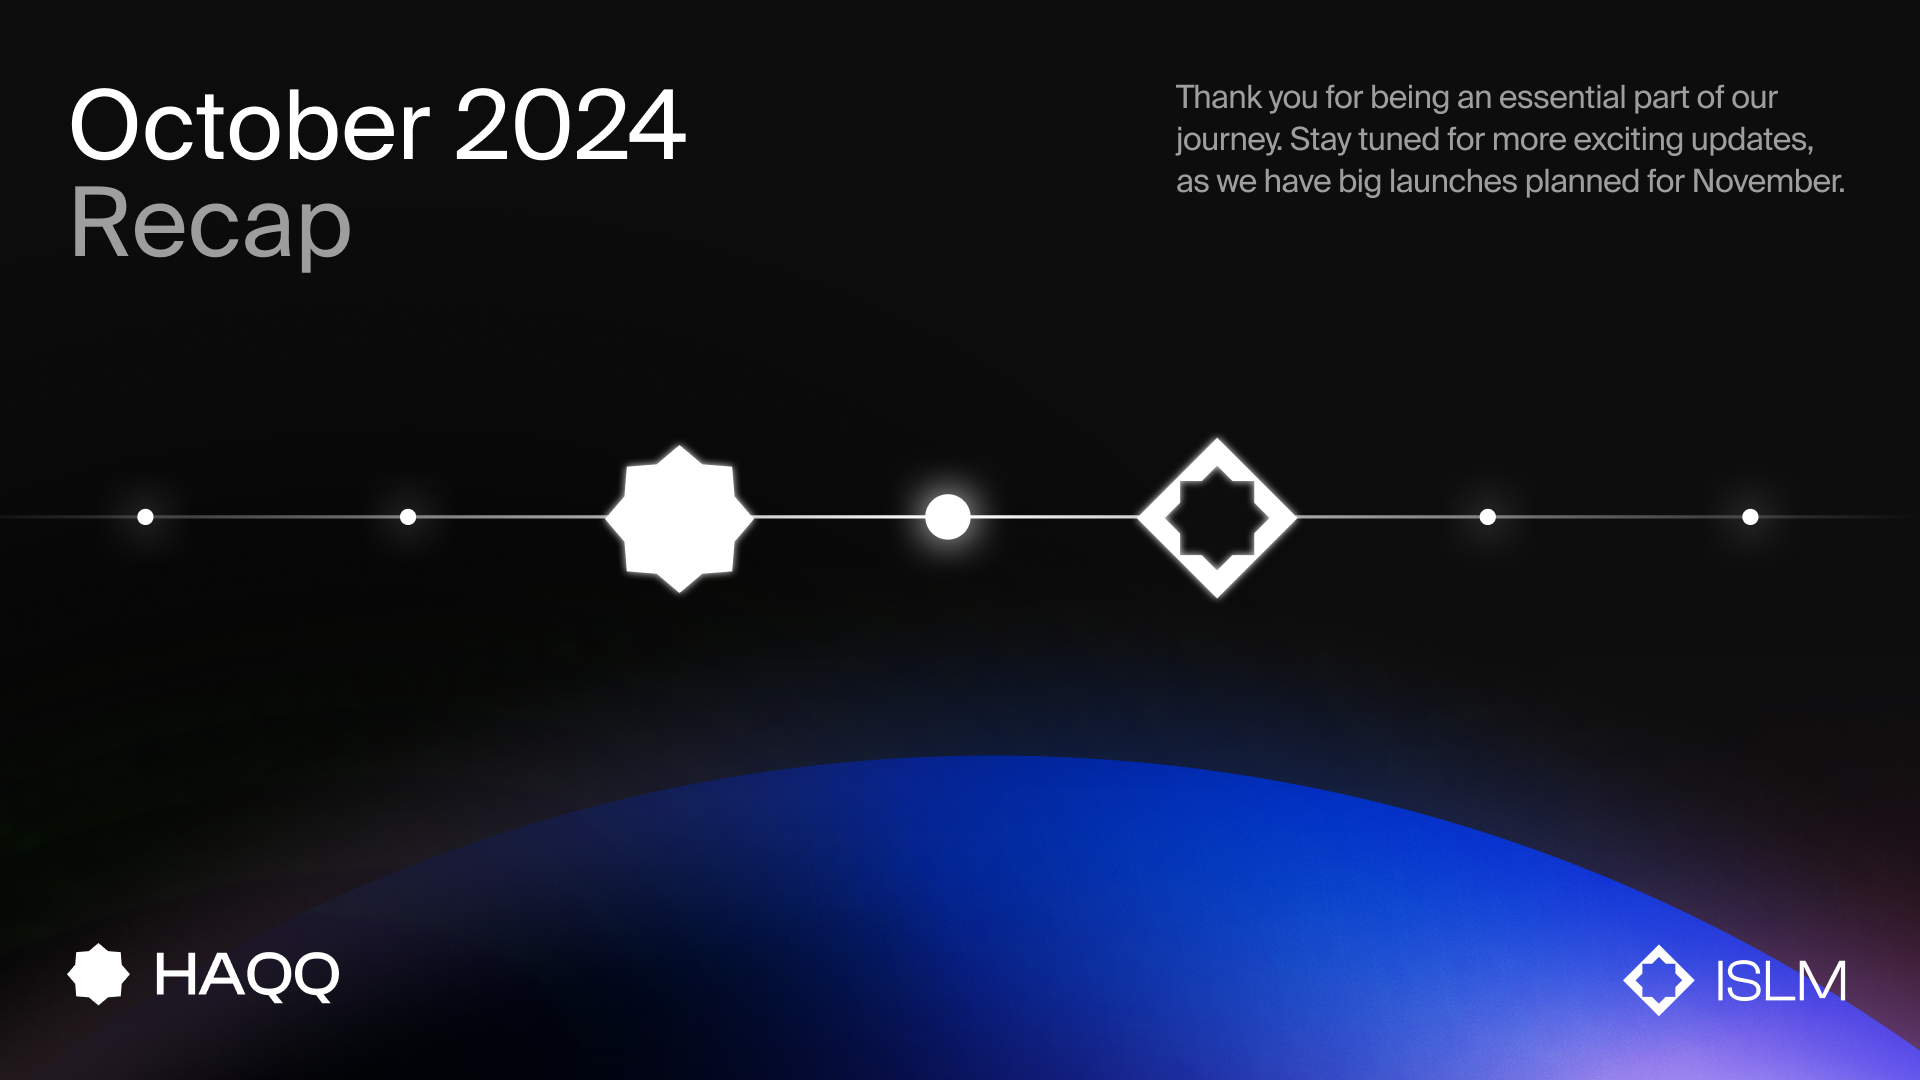 October 2024
Recap
Thank you for being an essential part of our
journey. Stay tuned for more exciting updates,
as we have big launches planned for November.
HAQQ
ISLM